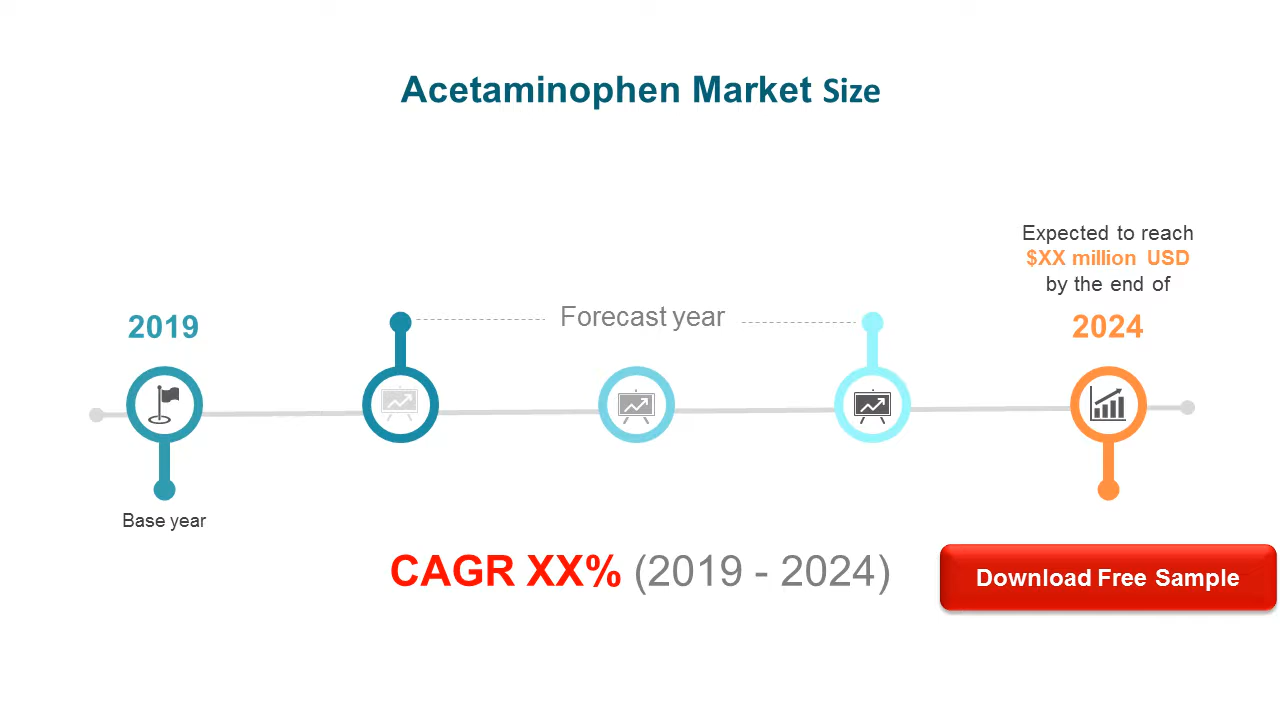 Acetaminophen Market Size
Expected to reach
$XX million USD
by the end of
2019
Forecast year
2024
Base year
CAGR XX% (2019 - 2024)
Download Free Sample